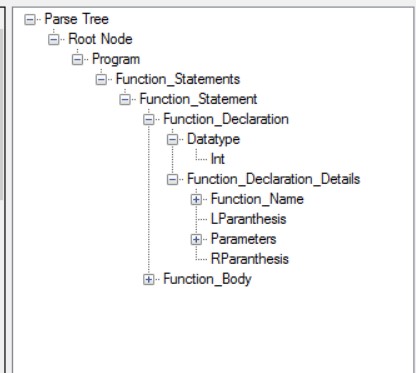 Parse Tree
Root Node
Program
Function_Statements
Function_Statement
Function_Declaration
Datatype
Int
Function_Declaration_Details
Function_Name
LParanthesis
Parameters
RParanthesis
Function_Body